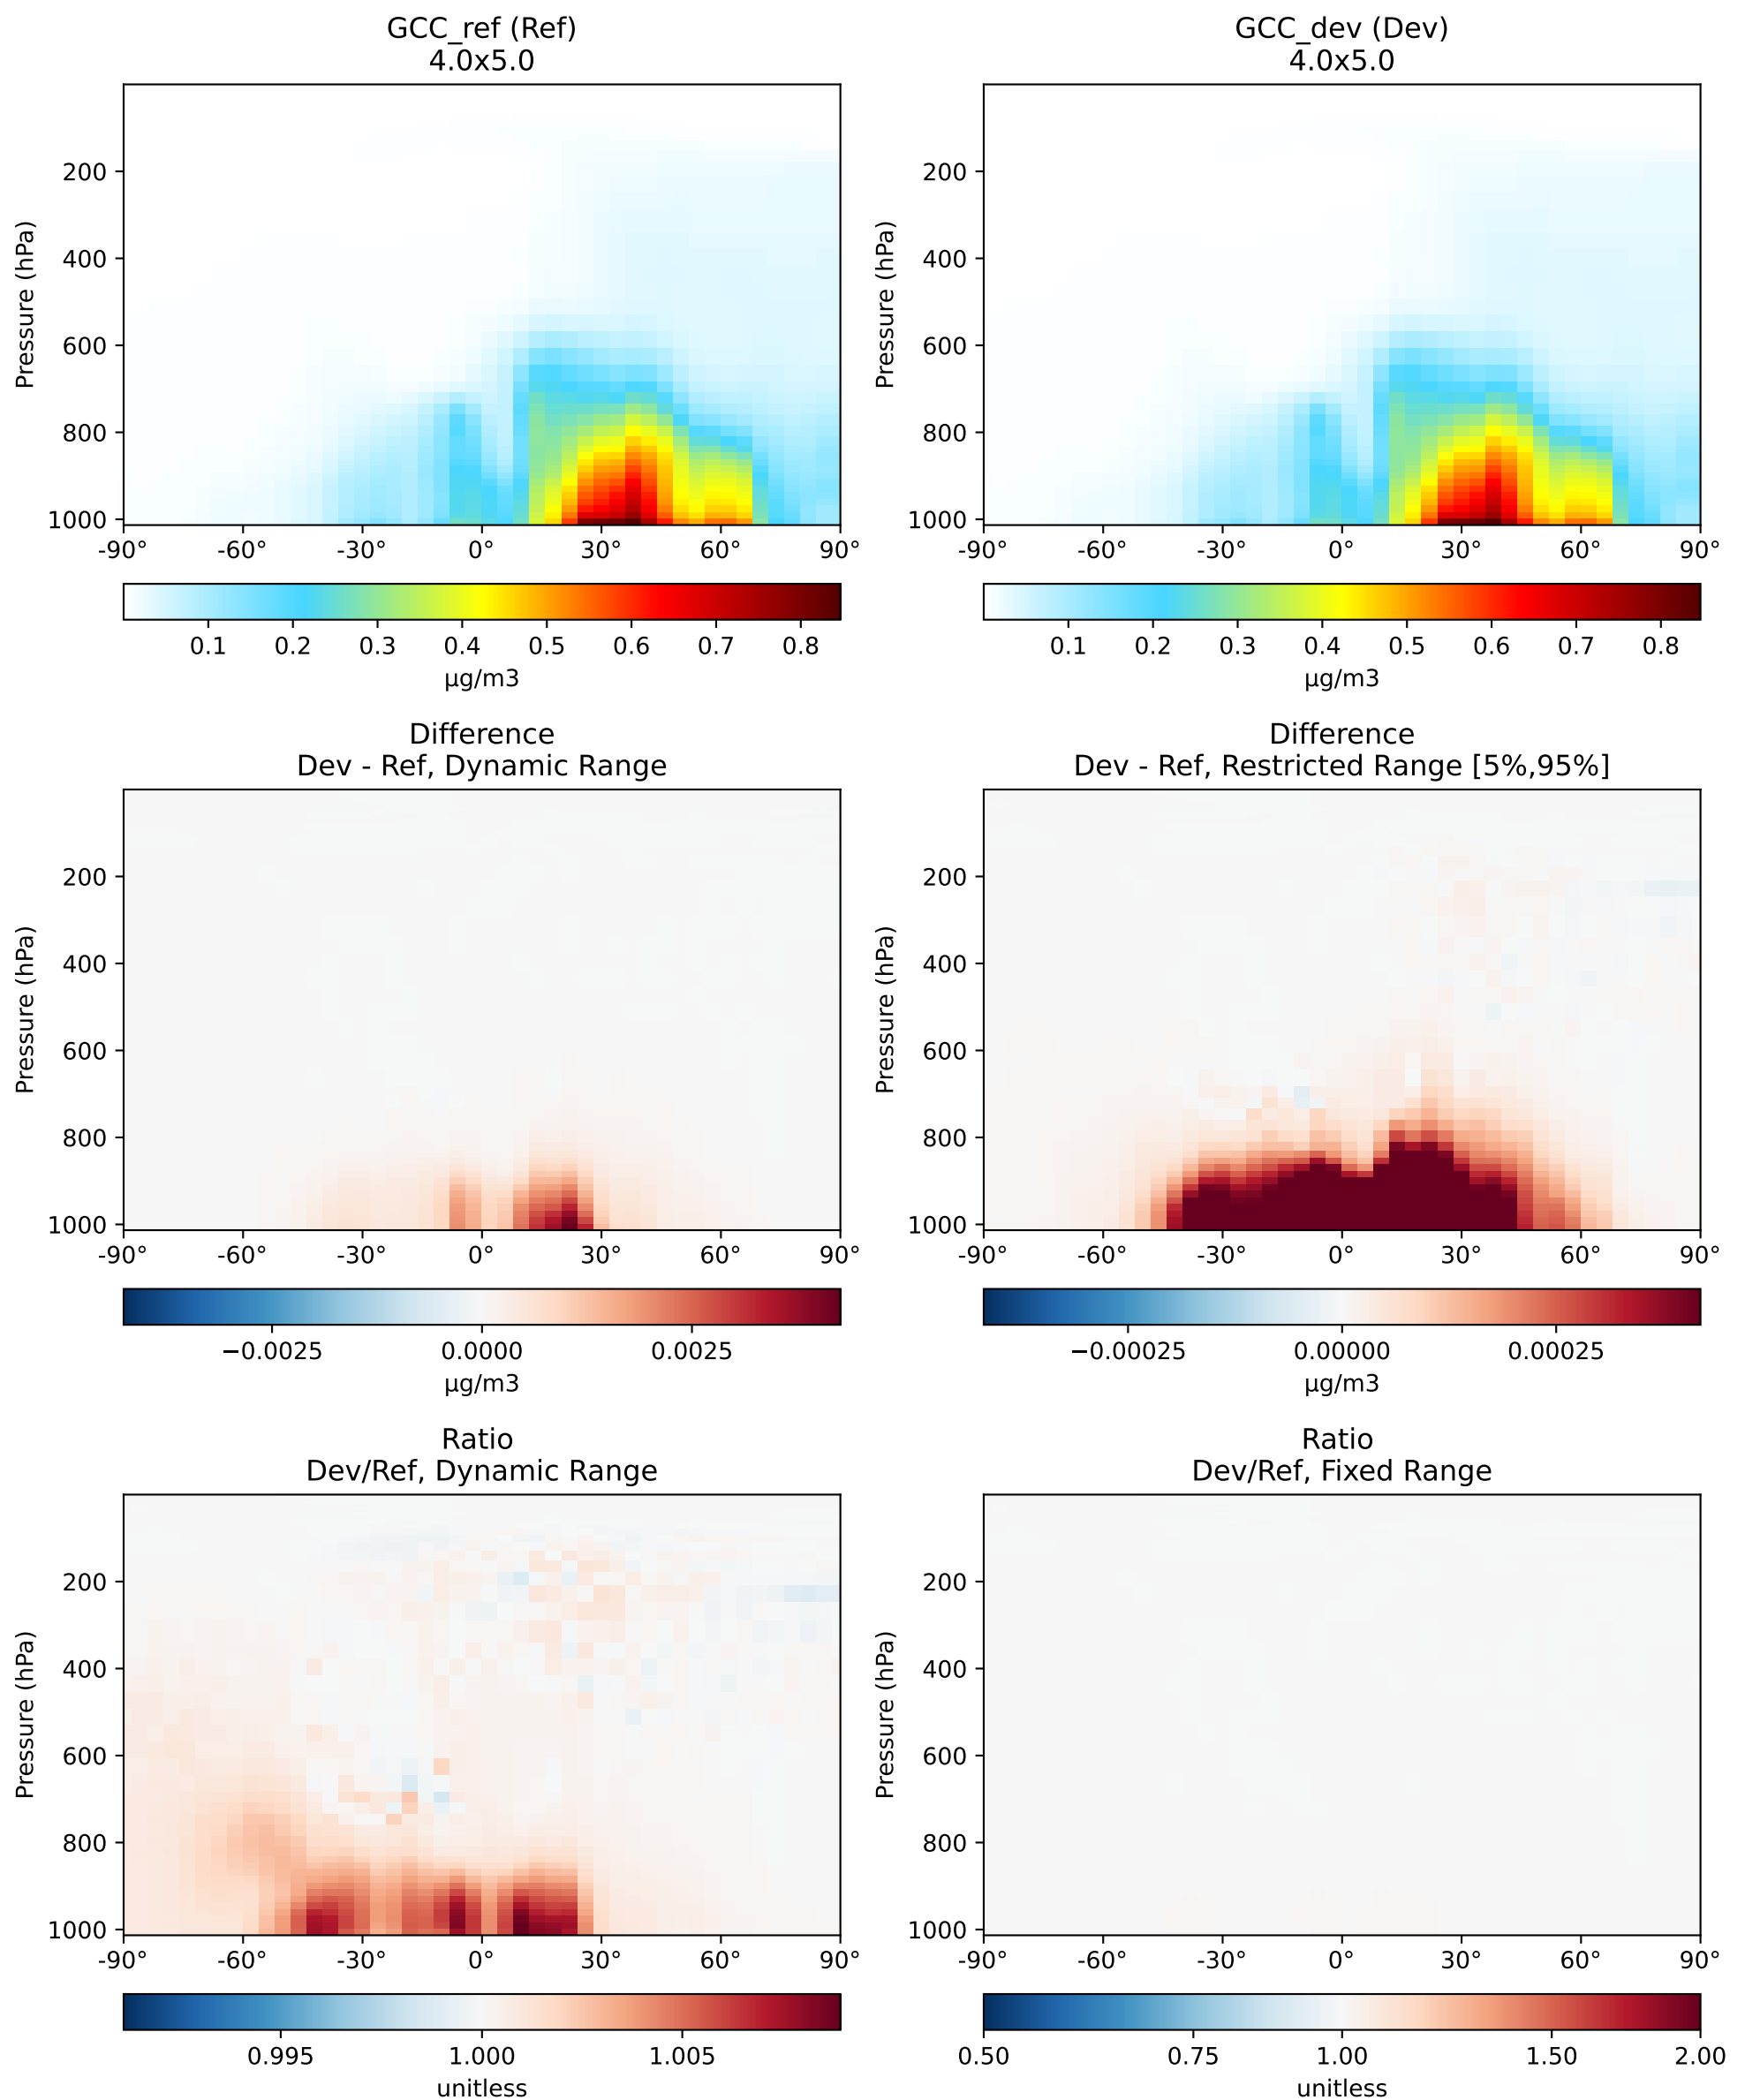 GCC_ref (Ref)
4.0x5.0
Pressure (hPa)
200
400
600
800
1000
-90° -60° -30° 0° 30° 60° 90°
0.1 0.2 0.3 0.4 0.5 0.6 0.7 0.8
μg/m3
GCC_dev (Dev)
4.0x5.0
Pressure (hPa)
200
400
600
800
1000
-90° -60° -30° 0° 30° 60° 90°
0.1 0.2 0.3 0.4 0.5 0.6 0.7 0.8
μg/m3
Difference
Dev - Ref, Dynamic Range
Pressure (hPa)
200
400
600
800
1000
-90° -60° -30° 0° 30° 60° 90°
−0.0025 0.0000 0.0025
μg/m3
Difference
Dev - Ref, Restricted Range [5%,95%]
Pressure (hPa)
200
400
600
800
1000
-90° -60° -30° 0° 30° 60° 90°
−0.00025 0.00000 0.00025
μg/m3
Ratio
Dev/Ref, Dynamic Range
Pressure (hPa)
200
400
600
800
1000
-90° -60° -30° 0° 30° 60° 90°
0.995 1.000 1.005
unitless
Ratio
Dev/Ref, Fixed Range
Pressure (hPa)
200
400
600
800
1000
-90° -60° -30° 0° 30° 60° 90°
0.50 0.75 1.00 1.50 2.00
unitless